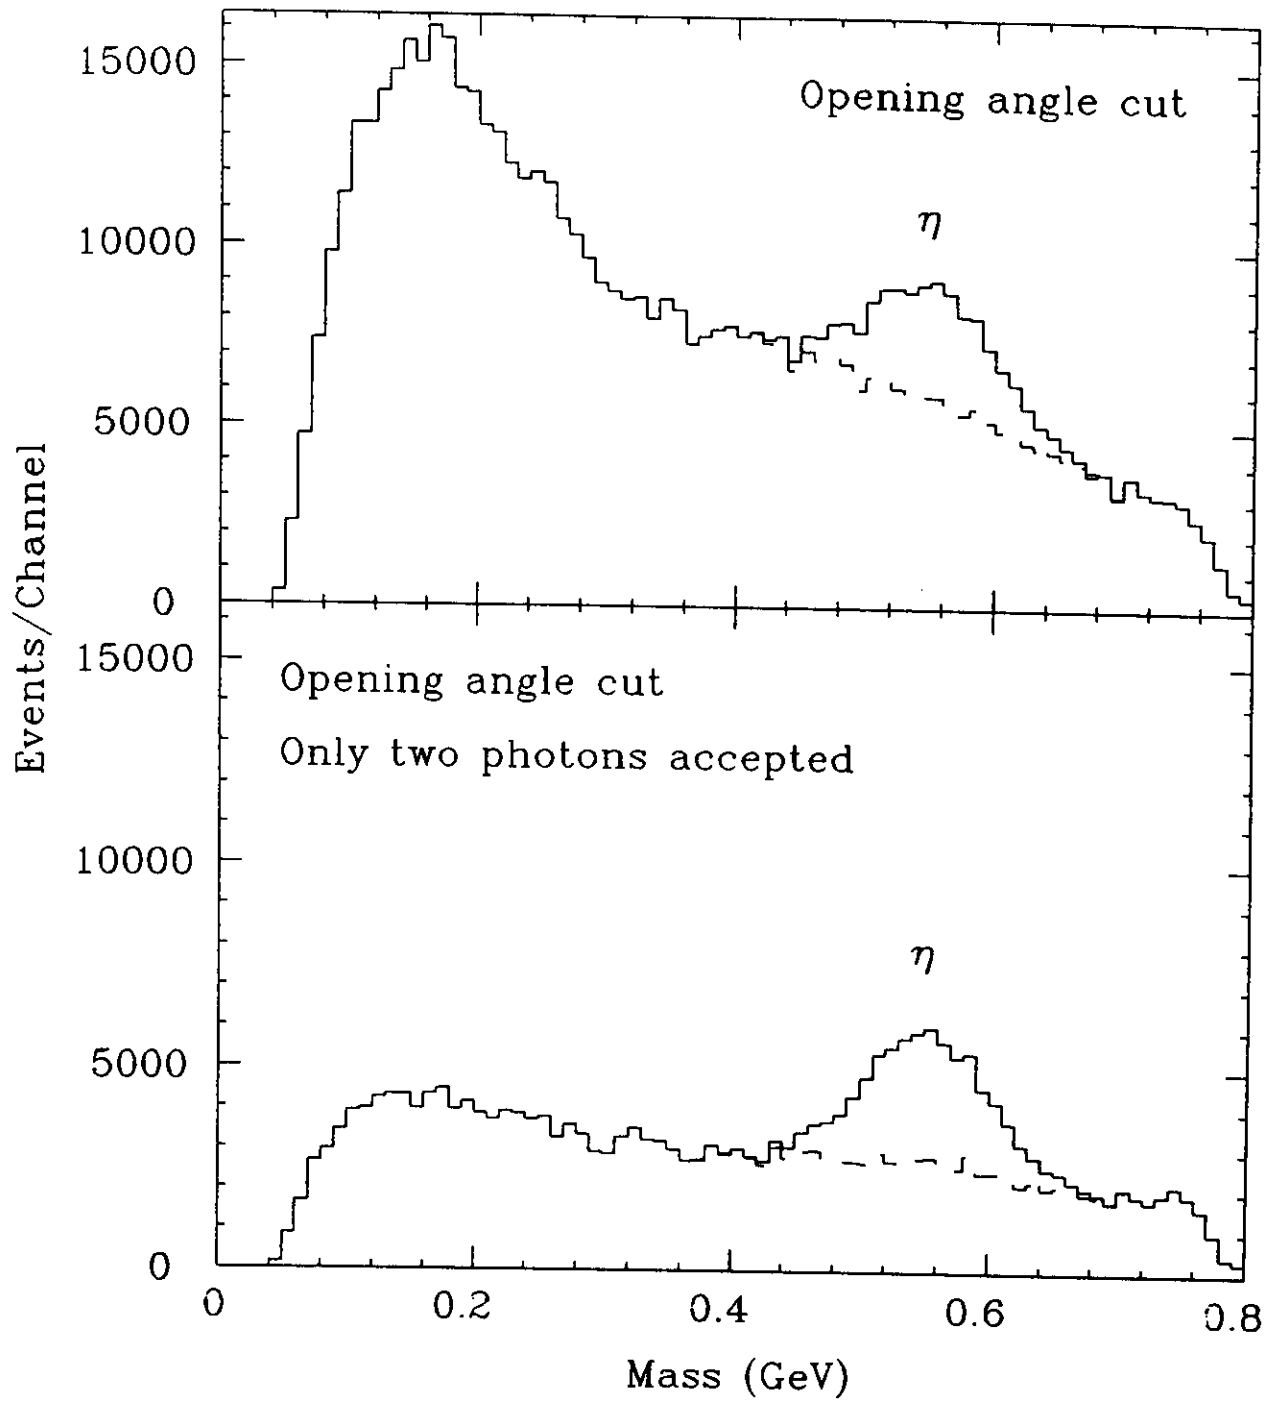 15000
10000
5000
0
Opening angle cut
η
Events/Channel
15000
10000
5000
0
Opening angle cut
Only two photons accepted
η
0 0.2 0.4 0.6 0.8
Mass (GeV)